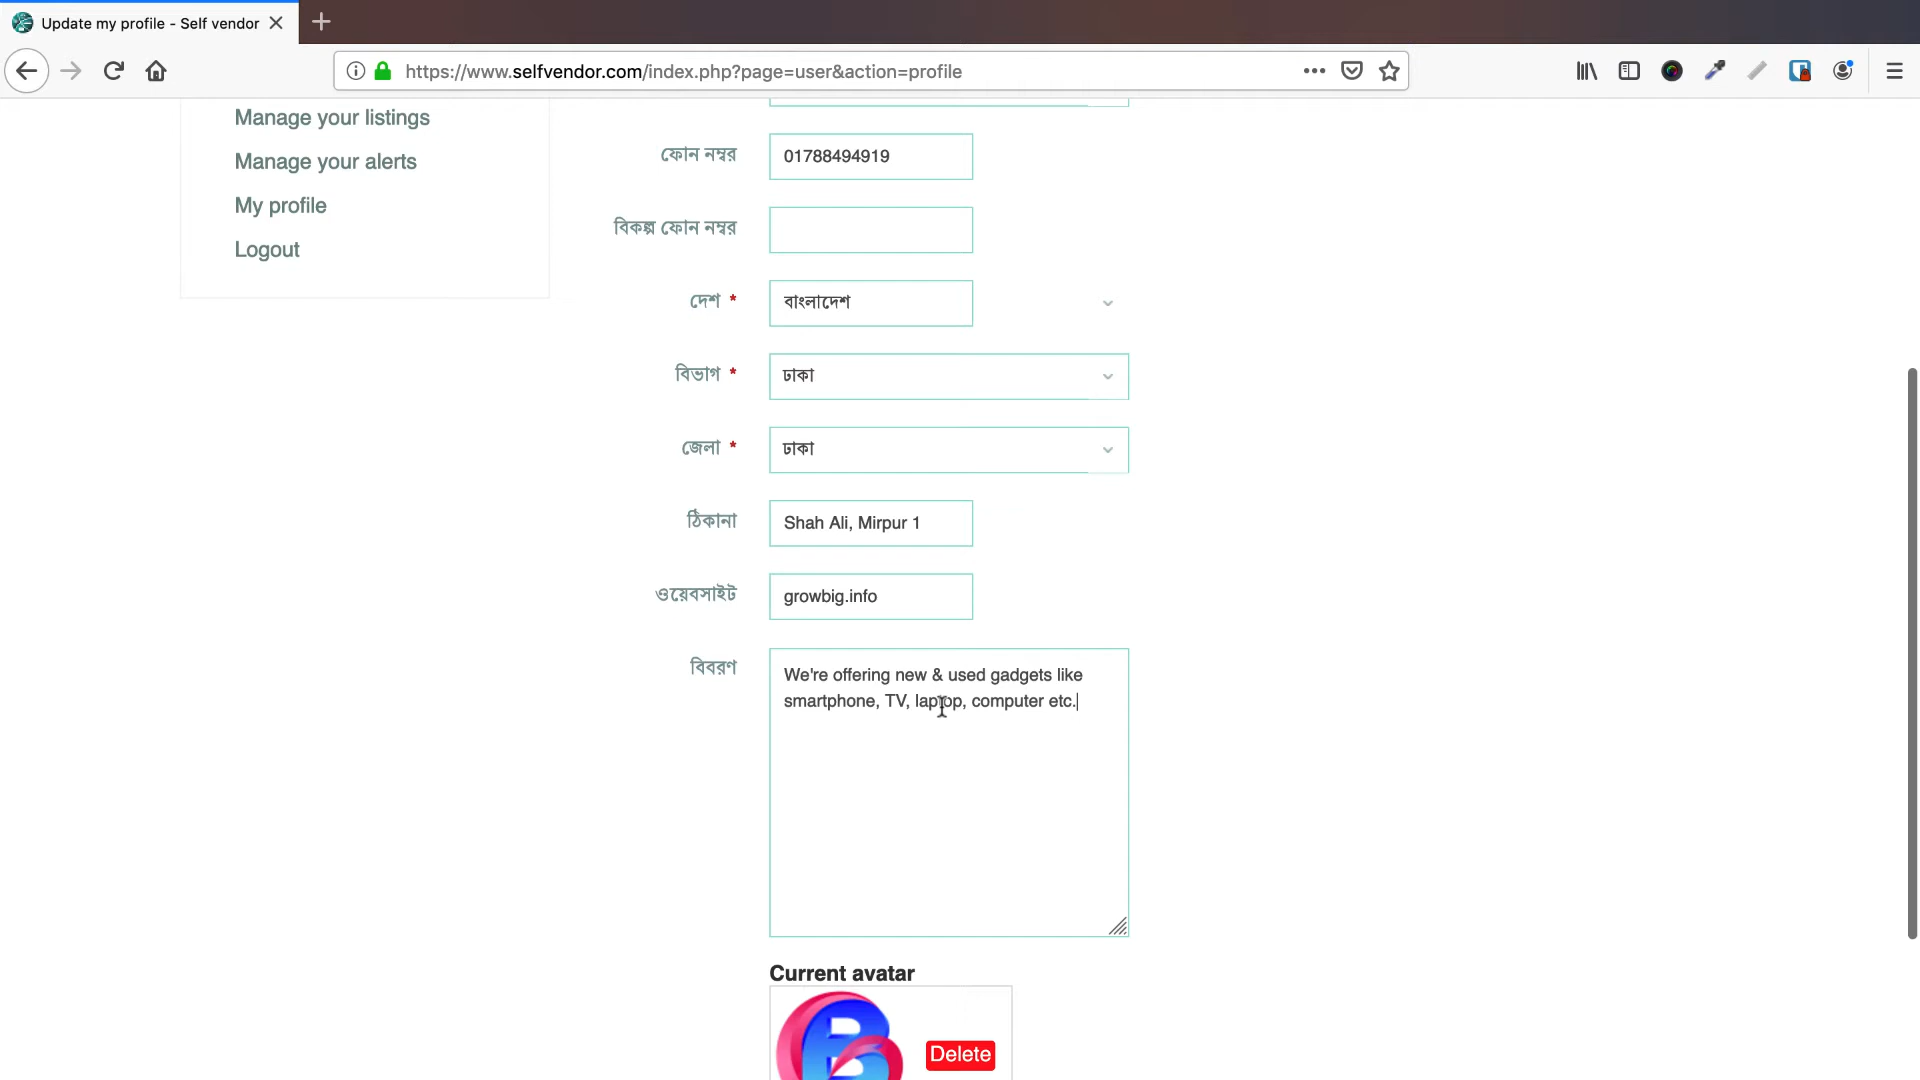 Update my profile - Self vendor
https://www.selfvendor.com/index.php?page=user&action=profile
Manage your listings
Manage your alerts
My profile
Logout
ফোন নম্বর
01788494919
বিকল্প ফোন নম্বর
দেশ *
বাংলাদেশ
বিভাগ *
ঢাকা
জেলা *
ঢাকা
ঠিকানা
Shah Ali, Mirpur 1
ওয়েবসাইট
growbig.info
বিবরণ
We're offering new & used gadgets like
smartphone, TV, laptop, computer etc.
Current avatar
Delete